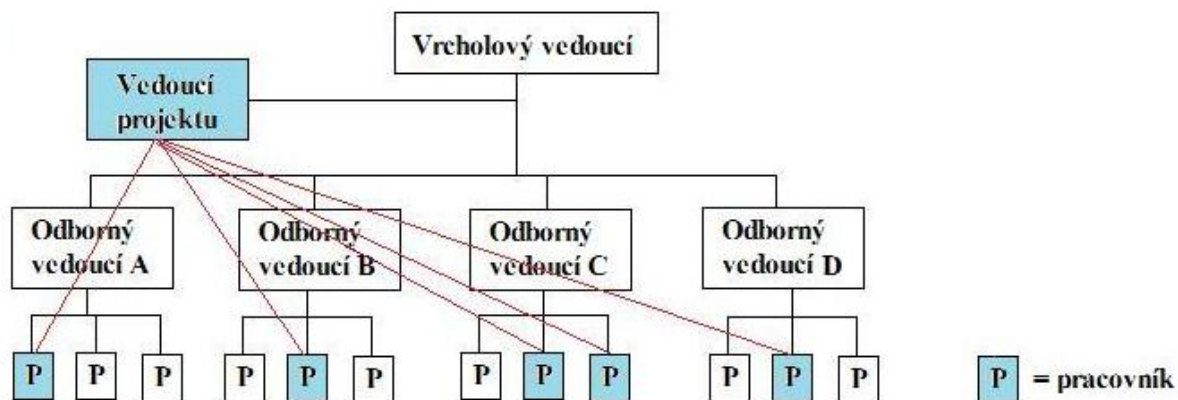 Vrcholový vedoucí
Vedoucí
projektu
Odborný
vedoucí A
Odborný
vedoucí B
Odborný
vedoucí C
Odborný
vedoucí D
P P P P P P P P P P P P P = pracovník